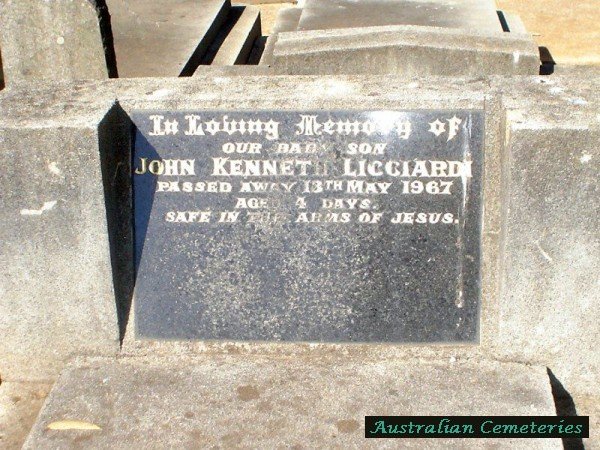 In Loving Memory of
OUR BABY SON
JOHN KENNETH LICCIARDI
PASSED AWAY 13TH MAY 1967
AGED 4 DAYS.
SAFE IN THE ARMS OF JESUS.
Australian Cemeteries